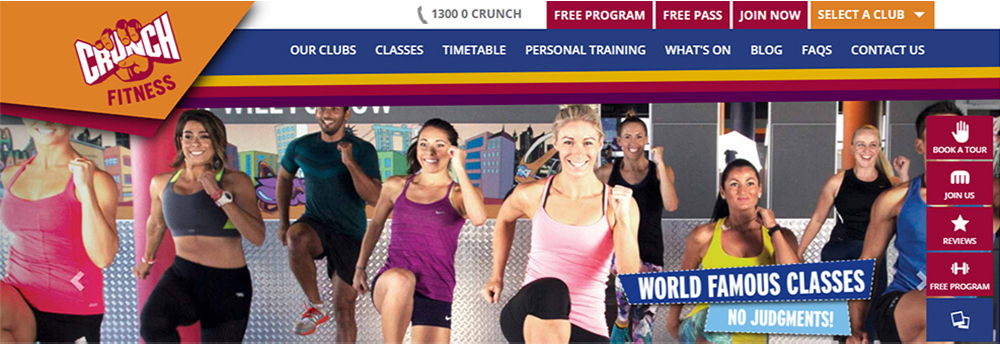 1300 0 CRUNCH
FREE PROGRAM
FREE PASS
JOIN NOW
SELECT A CLUB
CRUNCH
FITNESS
OUR CLUBS
CLASSES
TIMETABLE
PERSONAL TRAINING
WHAT'S ON
BLOG
FAQS
CONTACT US
BOOK A TOUR
JOIN US
REVIEWS
FREE PROGRAM
WORLD FAMOUS CLASSES
NO JUDGMENTS!